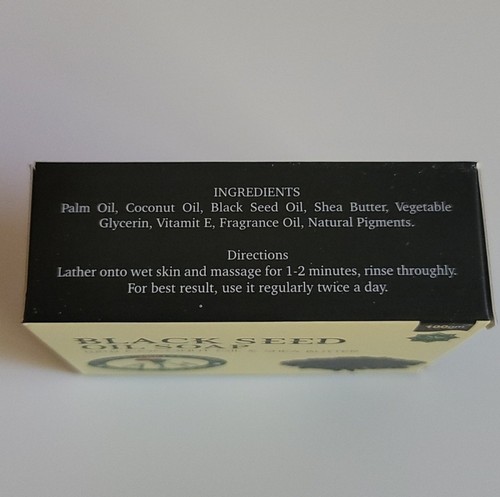 INGREDIENTS
Palm Oil, Coconut Oil, Black Seed Oil, Shea Butter, Vegetable
Glycerin, Vitamin E, Fragrance Oil, Natural Pigments.
Directions
Lather onto wet skin and massage for 1-2 minutes, rinse throughly.
For best result, use it regularly twice a day.
100gm
BLACK SEED
OIL SOAP